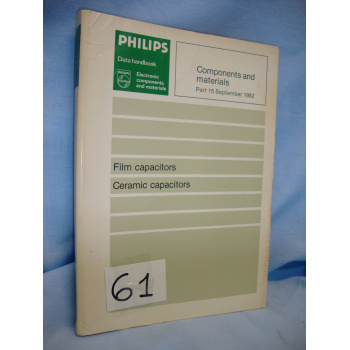 PHILIPS
Data handbook
PHILIPS
Electronic
components
and materials
Components and
materials
Part 15 September 1982
Film capacitors
Ceramic capacitors
61